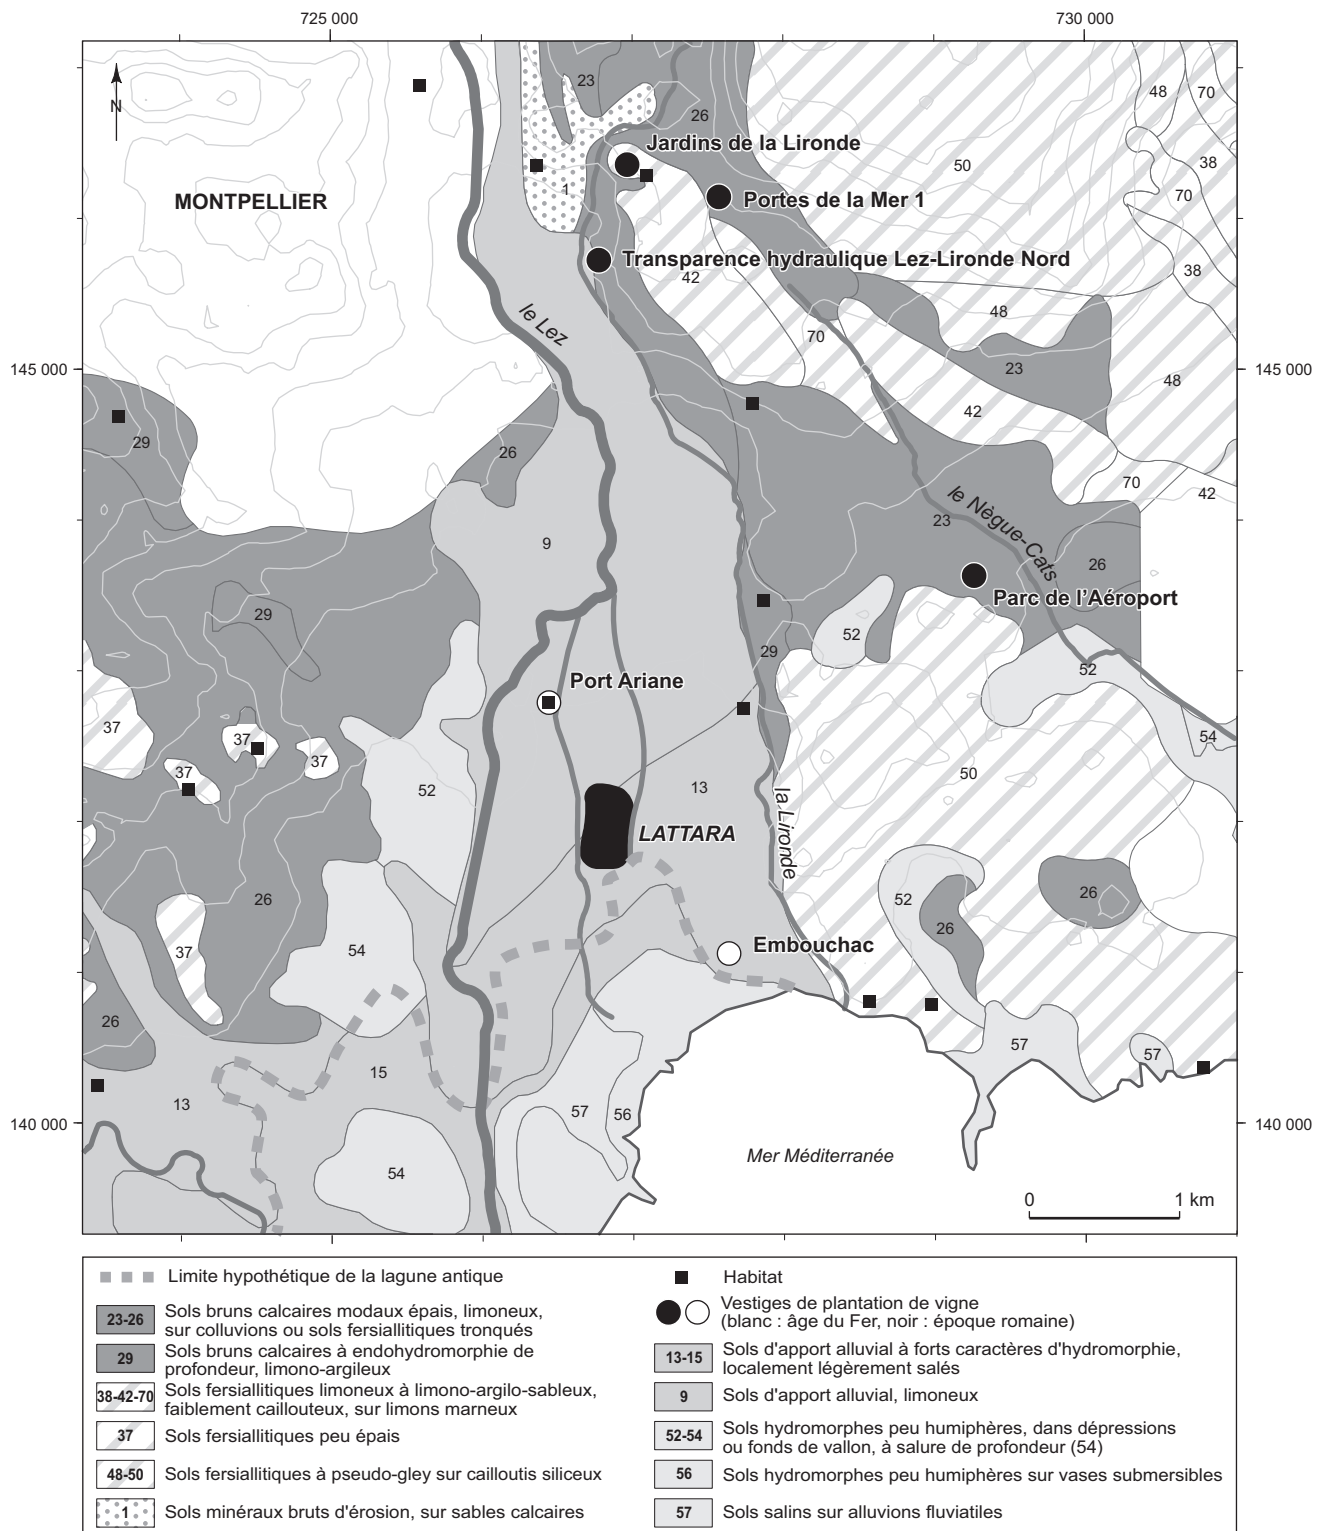 725 000
730 000
N
23
26
48
70
Jardins de la Lironde
50
38
1
70
MONTPELLIER
Portes de la Mer 1
Transparence hydraulique Lez-Lironde Nord
42
38
le Lez
48
70
145 000
145 000
23
48
42
29
26
70
42
le Nègue-Cats
23
9
26
Parc de l'Aéroport
29
52
29
52
Port Ariane
37
37
37
37
54
52
13
50
la Lironde
LATTARA
26
52
26
26
37
54
Embouchac
26
57
57
15
13
57
56
140 000
140 000
Mer Méditerranée
54
0
1 km
Limite hypothétique de la lagune antique
23-26
Sols bruns calcaires modaux épais, limoneux,
sur colluvions ou sols fersiallitiques tronqués
29
Sols bruns calcaires à endohydromorphie de
profondeur, limono-argileux
38-42-70
Sols fersiallitiques limoneux à limono-argilo-sableux,
faiblement caillouteux, sur limons marneux
37
Sols fersiallitiques peu épais
48-50
Sols fersiallitiques à pseudo-gley sur cailloutis siliceux
1
Sols minéraux bruts d'érosion, sur sables calcaires
Habitat
Vestiges de plantation de vigne
(blanc : âge du Fer, noir : époque romaine)
13-15
Sols d'apport alluvial à forts caractères d'hydromorphie,
localement légèrement salés
9
Sols d'apport alluvial, limoneux
52-54
Sols hydromorphes peu humiphères, dans dépressions
ou fonds de vallon, à salure de profondeur (54)
56
Sols hydromorphes peu humiphères sur vases submersibles
57
Sols salins sur alluvions fluviatiles